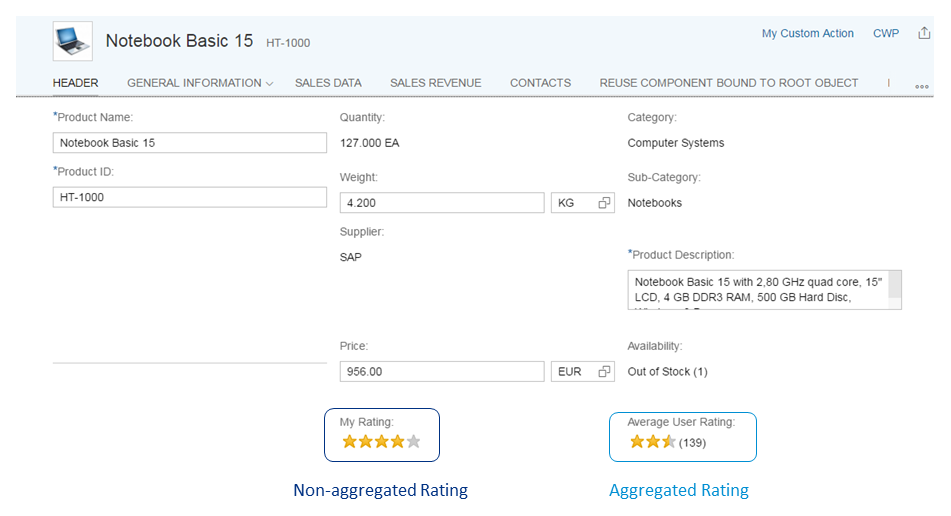 Notebook Basic 15 HT-1000
My Custom Action CWP
HEADER GENERAL INFORMATION SALES DATA SALES REVENUE CONTACTS REUSE COMPONENT BOUND TO ROOT OBJECT
*Product Name:
Notebook Basic 15
*Product ID:
HT-1000
Quantity:
127.000 EA
Weight:
4.200 KG
Supplier:
SAP
Price:
956.00 EUR
My Rating:
Non-aggregated Rating
Category:
Computer Systems
Sub-Category:
Notebooks
*Product Description:
Notebook Basic 15 with 2,80 GHz quad core, 15"
LCD, 4 GB DDR3 RAM, 500 GB Hard Disc,
Availability:
Out of Stock (1)
Average User Rating:
(139)
Aggregated Rating